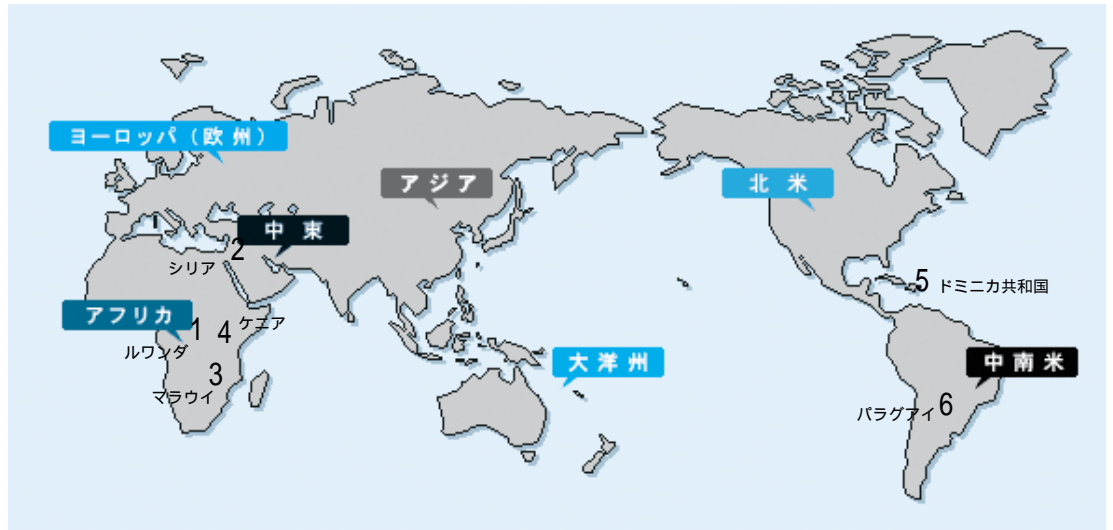 ヨーロッパ（欧州）
アジア
北米
中東
2
シリア
5 ドミニカ共和国
アフリカ
1
4 ケニア
ルワンダ
大洋州
中南米
3
マラウイ
パラグアイ 6